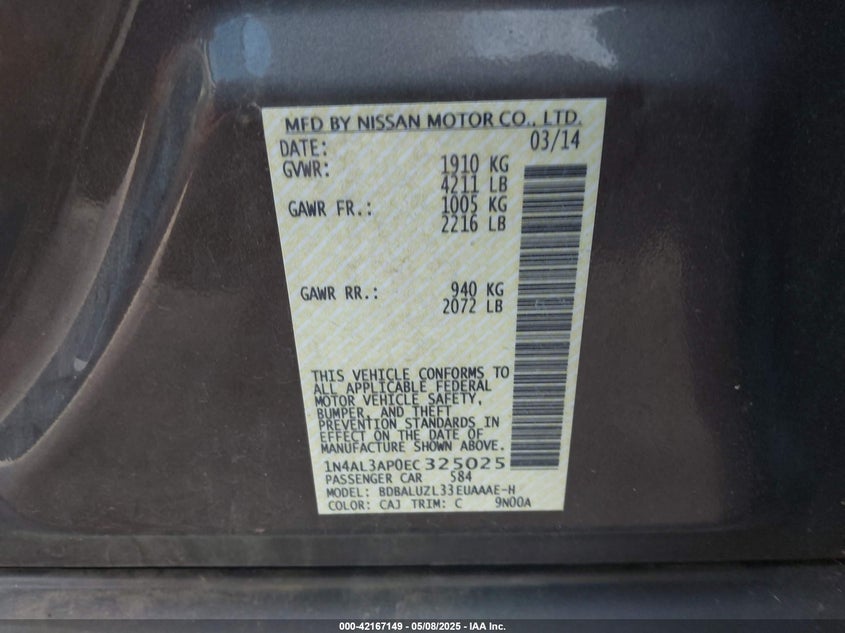 MFD BY NISSAN MOTOR CO., LTD.
DATE: 03/14
GVWR: 1910 KG
4211 LB
GAWR FR.: 1005 KG
2216 LB
GAWR RR.: 940 KG
2072 LB
THIS VEHICLE CONFORMS TO
ALL APPLICABLE FEDERAL
MOTOR VEHICLE SAFETY,
BUMPER, AND THEFT
PREVENTION STANDARDS IN
EFFECT ON THE DATE OF
MANUFACTURE SHOWN ABOVE.
1N4AL3AP0EC325025
PASSENGER CAR S84
MODEL: BDBALUZL33EUAAAE-H
COLOR: CAJ TRIM: C 9N00A
000-42167149 - 05/08/2025 - IAA Inc.